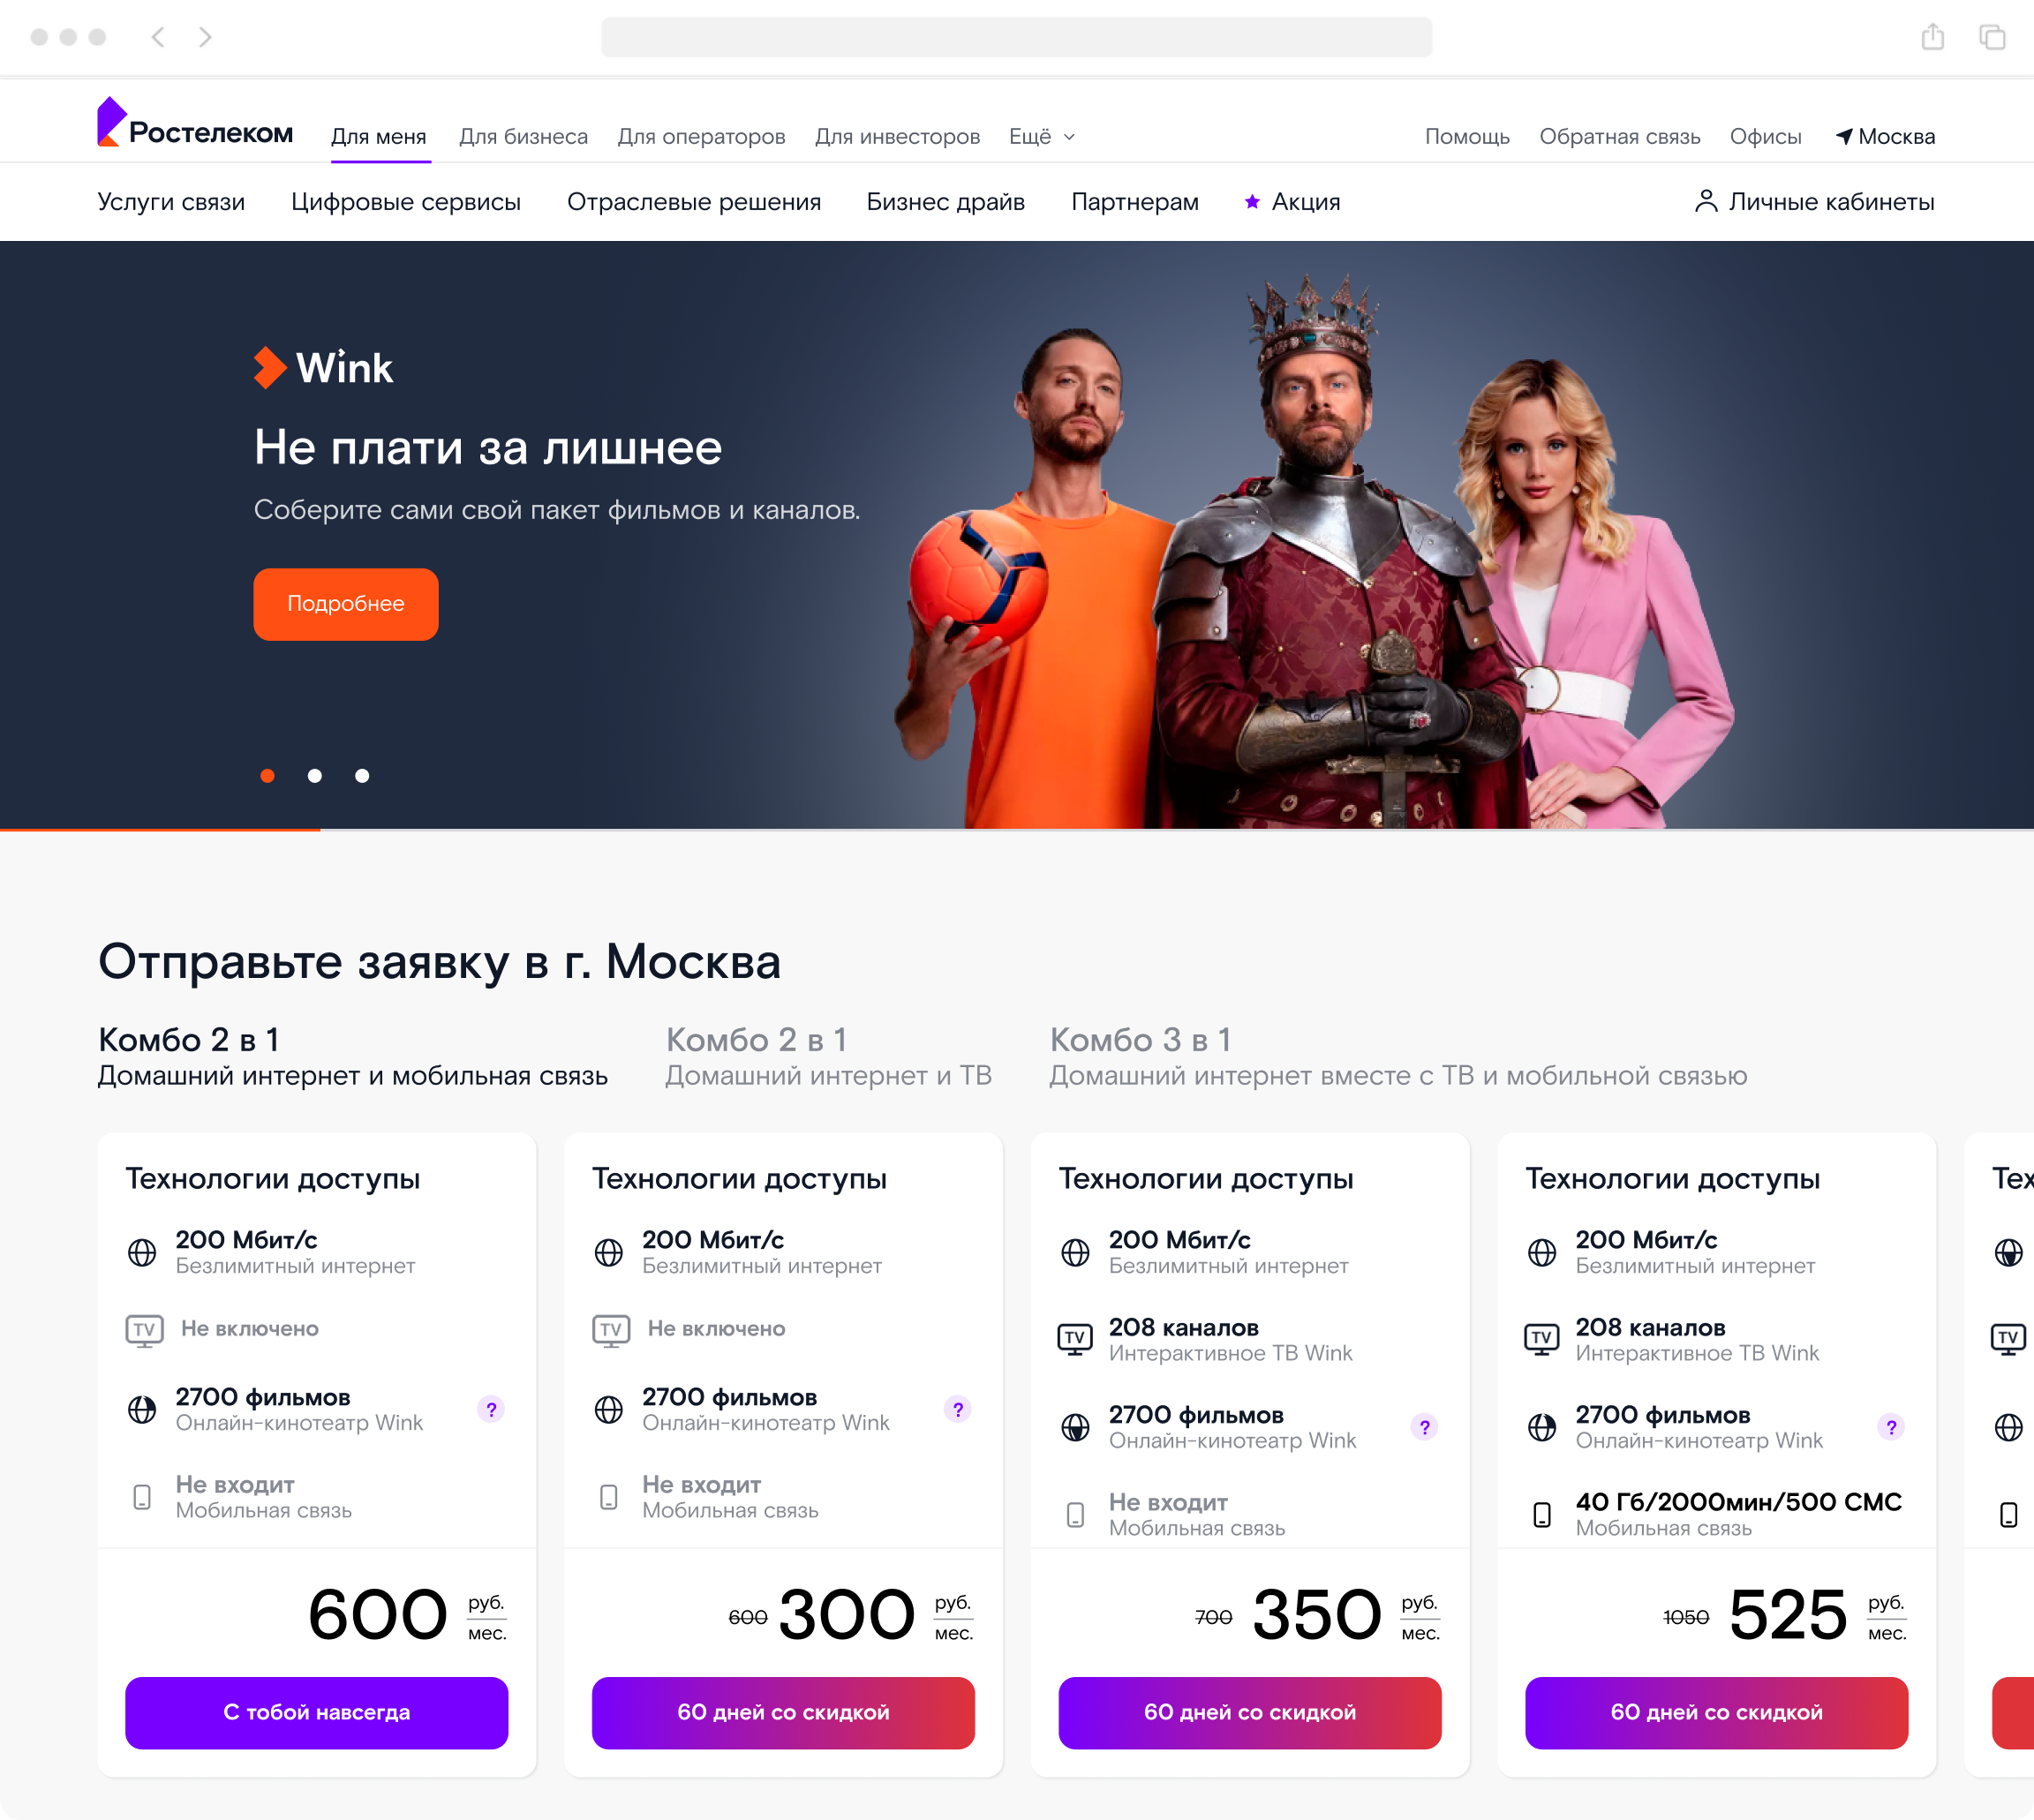 Ростелеком
Для меня
Для бизнеса
Для операторов
Для инвесторов
Ещё
Помощь
Обратная связь
Офисы
Москва
Услуги связи
Цифровые сервисы
Отраслевые решения
Бизнес драйв
Партнерам
Акция
Личные кабинеты
Wink
Не плати за лишнее
Соберите сами свой пакет фильмов и каналов.
Подробнее
Отправьте заявку в г. Москва
Комбо 2 в 1
Домашний интернет и мобильная связь
Комбо 2 в 1
Домашний интернет и ТВ
Комбо 3 в 1
Домашний интернет вместе с ТВ и мобильной связью
Технологии доступы
200 Мбит/с
Безлимитный интернет
TV
Не включено
2700 фильмов
Онлайн-кинотеатр Wink
?
Не входит
Мобильная связь
600
руб.
мес.
С тобой навсегда
Технологии доступы
200 Мбит/с
Безлимитный интернет
TV
Не включено
2700 фильмов
Онлайн-кинотеатр Wink
?
Не входит
Мобильная связь
600
300
руб.
мес.
60 дней со скидкой
Технологии доступы
200 Мбит/с
Безлимитный интернет
TV
208 каналов
Интерактивное ТВ Wink
2700 фильмов
Онлайн-кинотеатр Wink
?
Не входит
Мобильная связь
700
350
руб.
мес.
60 дней со скидкой
Технологии доступы
200 Мбит/с
Безлимитный интернет
TV
208 каналов
Интерактивное ТВ Wink
2700 фильмов
Онлайн-кинотеатр Wink
?
40 Гб/2000мин/500 СМС
Мобильная связь
1050
525
руб.
мес.
60 дней со скидкой
TV